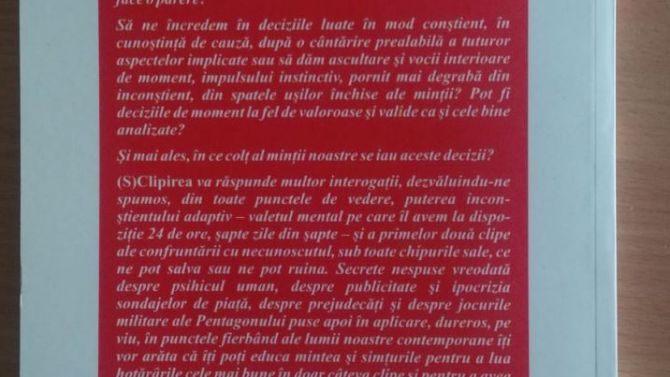 face o părere?
Să ne încredem în deciziile luate în mod conștient, în
cunoștință de cauză, după o cântărire prealabilă a tuturor
aspectelor implicate sau să dăm ascultare și vocii interioare
de moment, impulsului instinctiv, pornit mai degrabă din
inconștient, din spatele ușilor închise ale minții? Pot fi
deciziile de moment la fel de valoroase și valide ca și cele bine
analizate?
Și mai ales, în ce colț al minții noastre se iau aceste decizii?
(S)Clipirea va răspunde multor interogații, dezvăluindu-ne
spumos, din toate punctele de vedere, puterea incon-
știentului adaptiv – valetul mental pe care îl avem la dispo-
ziție 24 de ore, șapte zile din șapte – și a primelor două clipe
ale confruntării cu necunoscutul, sub toate chipurile sale, ce
ne pot salva sau ne pot ruina. Secrete nespuse vreodată
despre psihicul uman, despre publicitate și ipocrizia
sondajelor de piață, despre prejudecăți și despre jocurile
militare ale Pentagonului puse apoi în aplicare, dureros, pe
viu, în punctele fierbând ale lumii noastre contemporane îți
vor arăta că îți poți educa mintea și simțurile pentru a lua
hotărârile cele mai bune în doar câteva clipe și pentru a avea